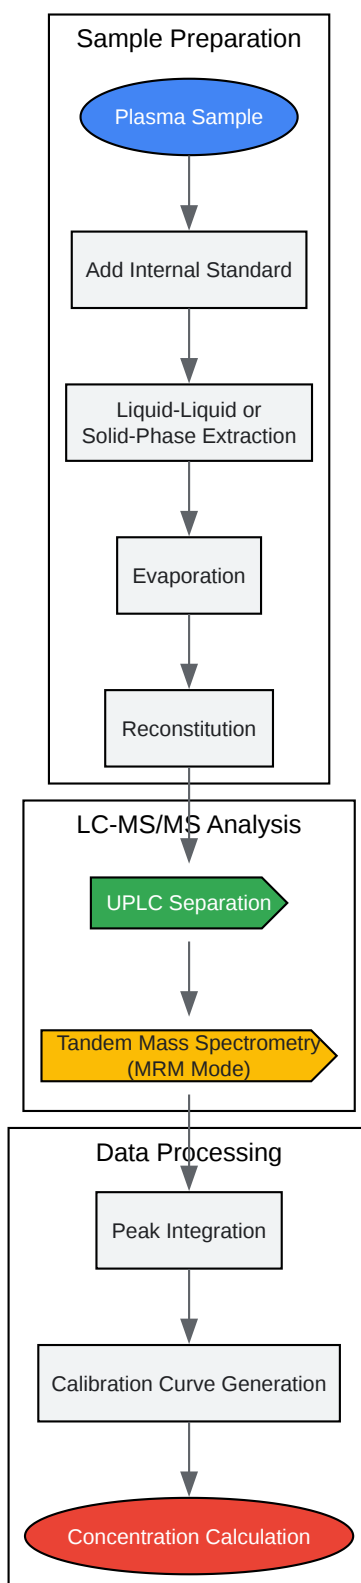 Sample Preparation
Plasma Sample
Add Internal Standard
Liquid-Liquid or
Solid-Phase Extraction
Evaporation
Reconstitution
LC-MS/MS Analysis
UPLC Separation
Tandem Mass Spectrometry
(MRM Mode)
Data Processing
Peak Integration
Calibration Curve Generation
Concentration Calculation